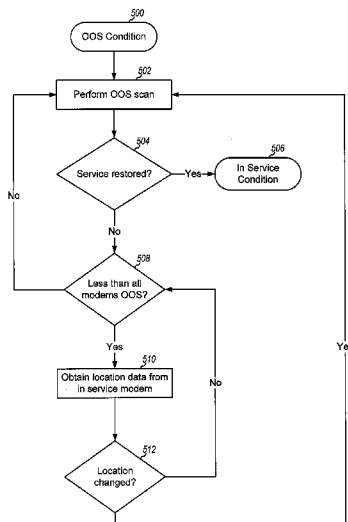 500
OOS Condition
502
Perform OOS scan
504
Service restored?
Yes
506
In Service
Condition
No
No
508
Less than all
modems OOS?
Yes
510
Obtain location data from
in service modem
No
Ye
512
Location
changed?